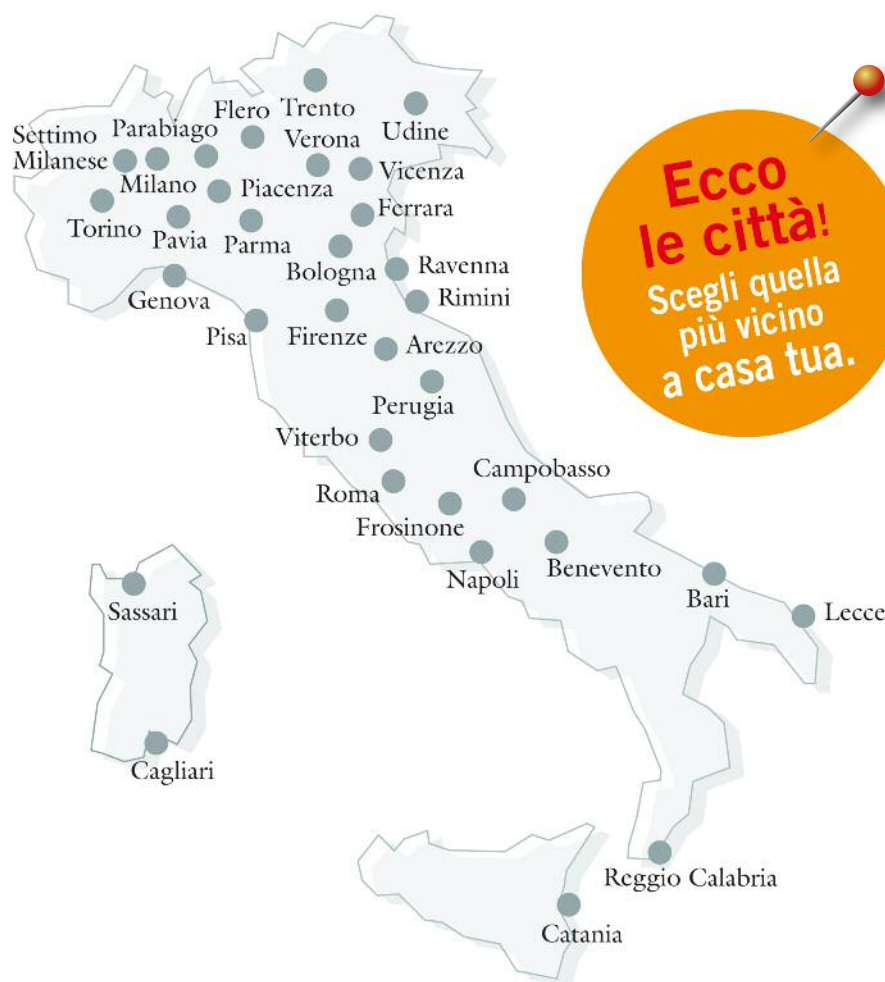 Flero
Trento
Udine
Settimo
Milanese
Parabiago
Verona
Milano
Piacenza
Vicenza
Torino
Pavia
Parma
Ferrara
Bologna
Ravenna
Genova
Rimini
Pisa
Firenze
Arezzo
Perugia
Viterbo
Roma
Campobasso
Frosinone
Napoli
Benevento
Bari
Lecce
Sassari
Cagliari
Reggio Calabria
Catania
Ecco
le città!
Scegli quella
più vicino
a casa tua.